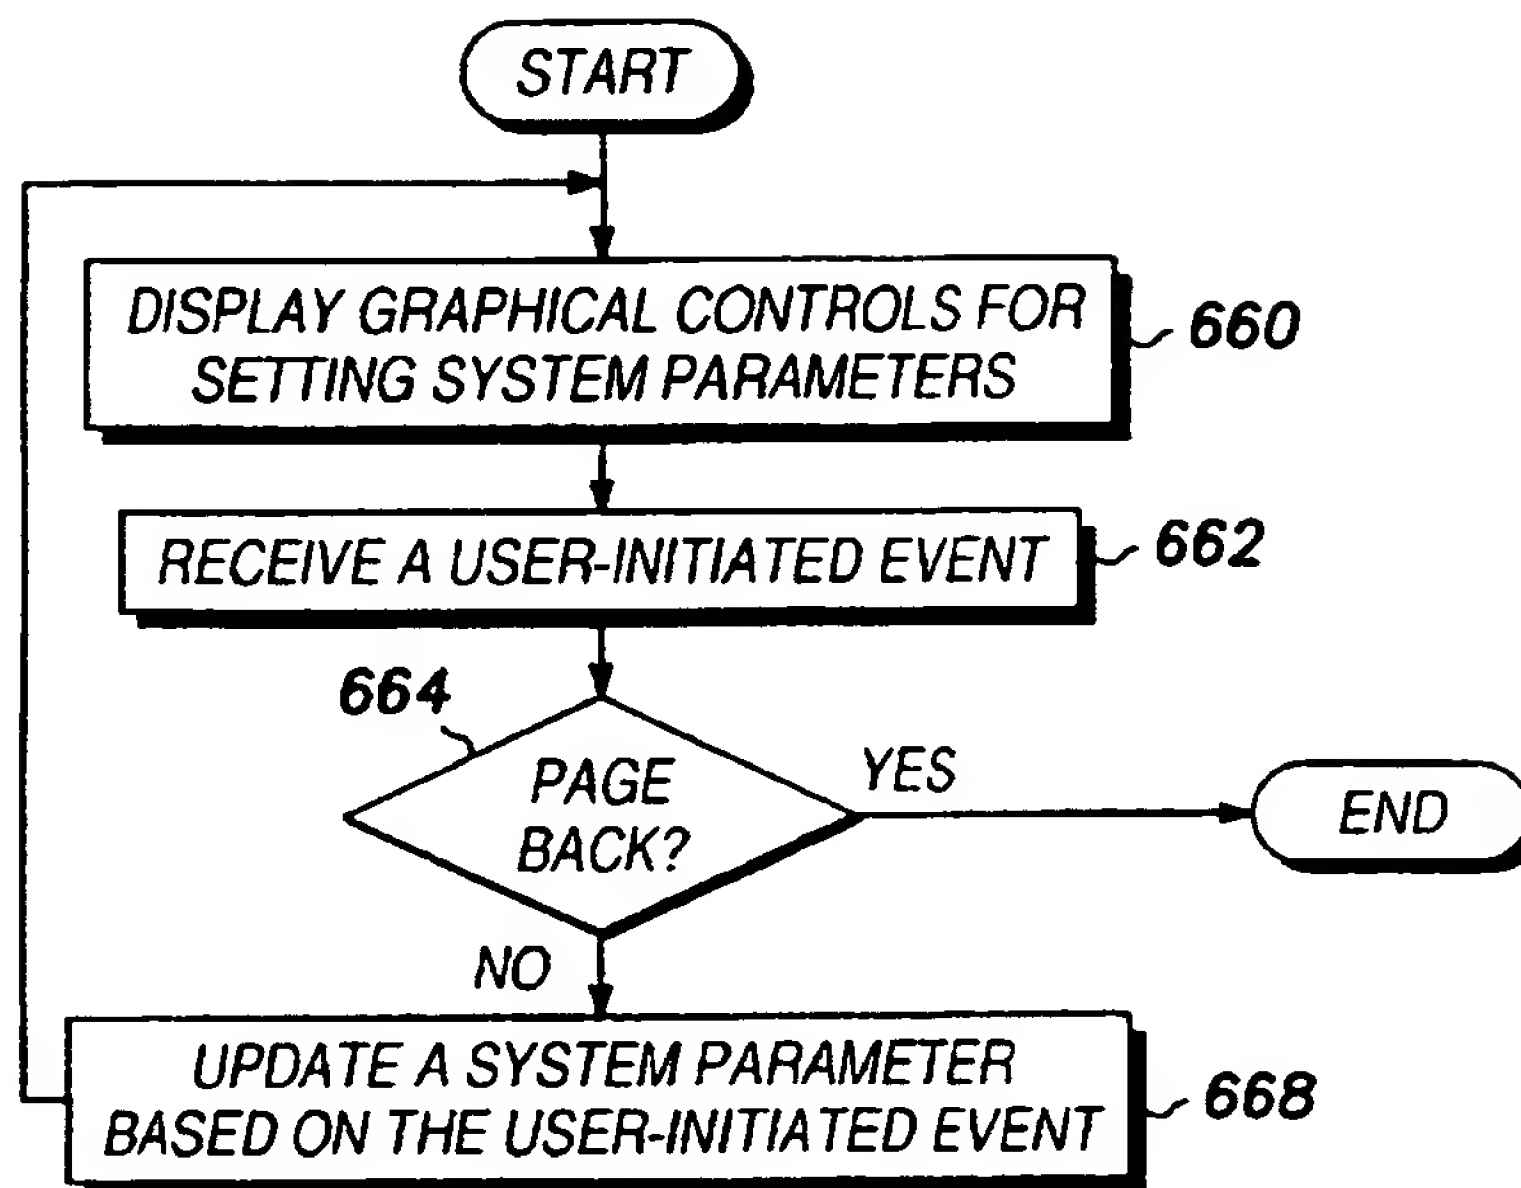 START
DISPLAY GRAPHICAL CONTROLS FOR
SETTING SYSTEM PARAMETERS
660
RECEIVE A USER-INITIATED EVENT
662
664
PAGE
BACK?
YES
END
NO
UPDATE A SYSTEM PARAMETER
BASED ON THE USER-INITIATED EVENT
668